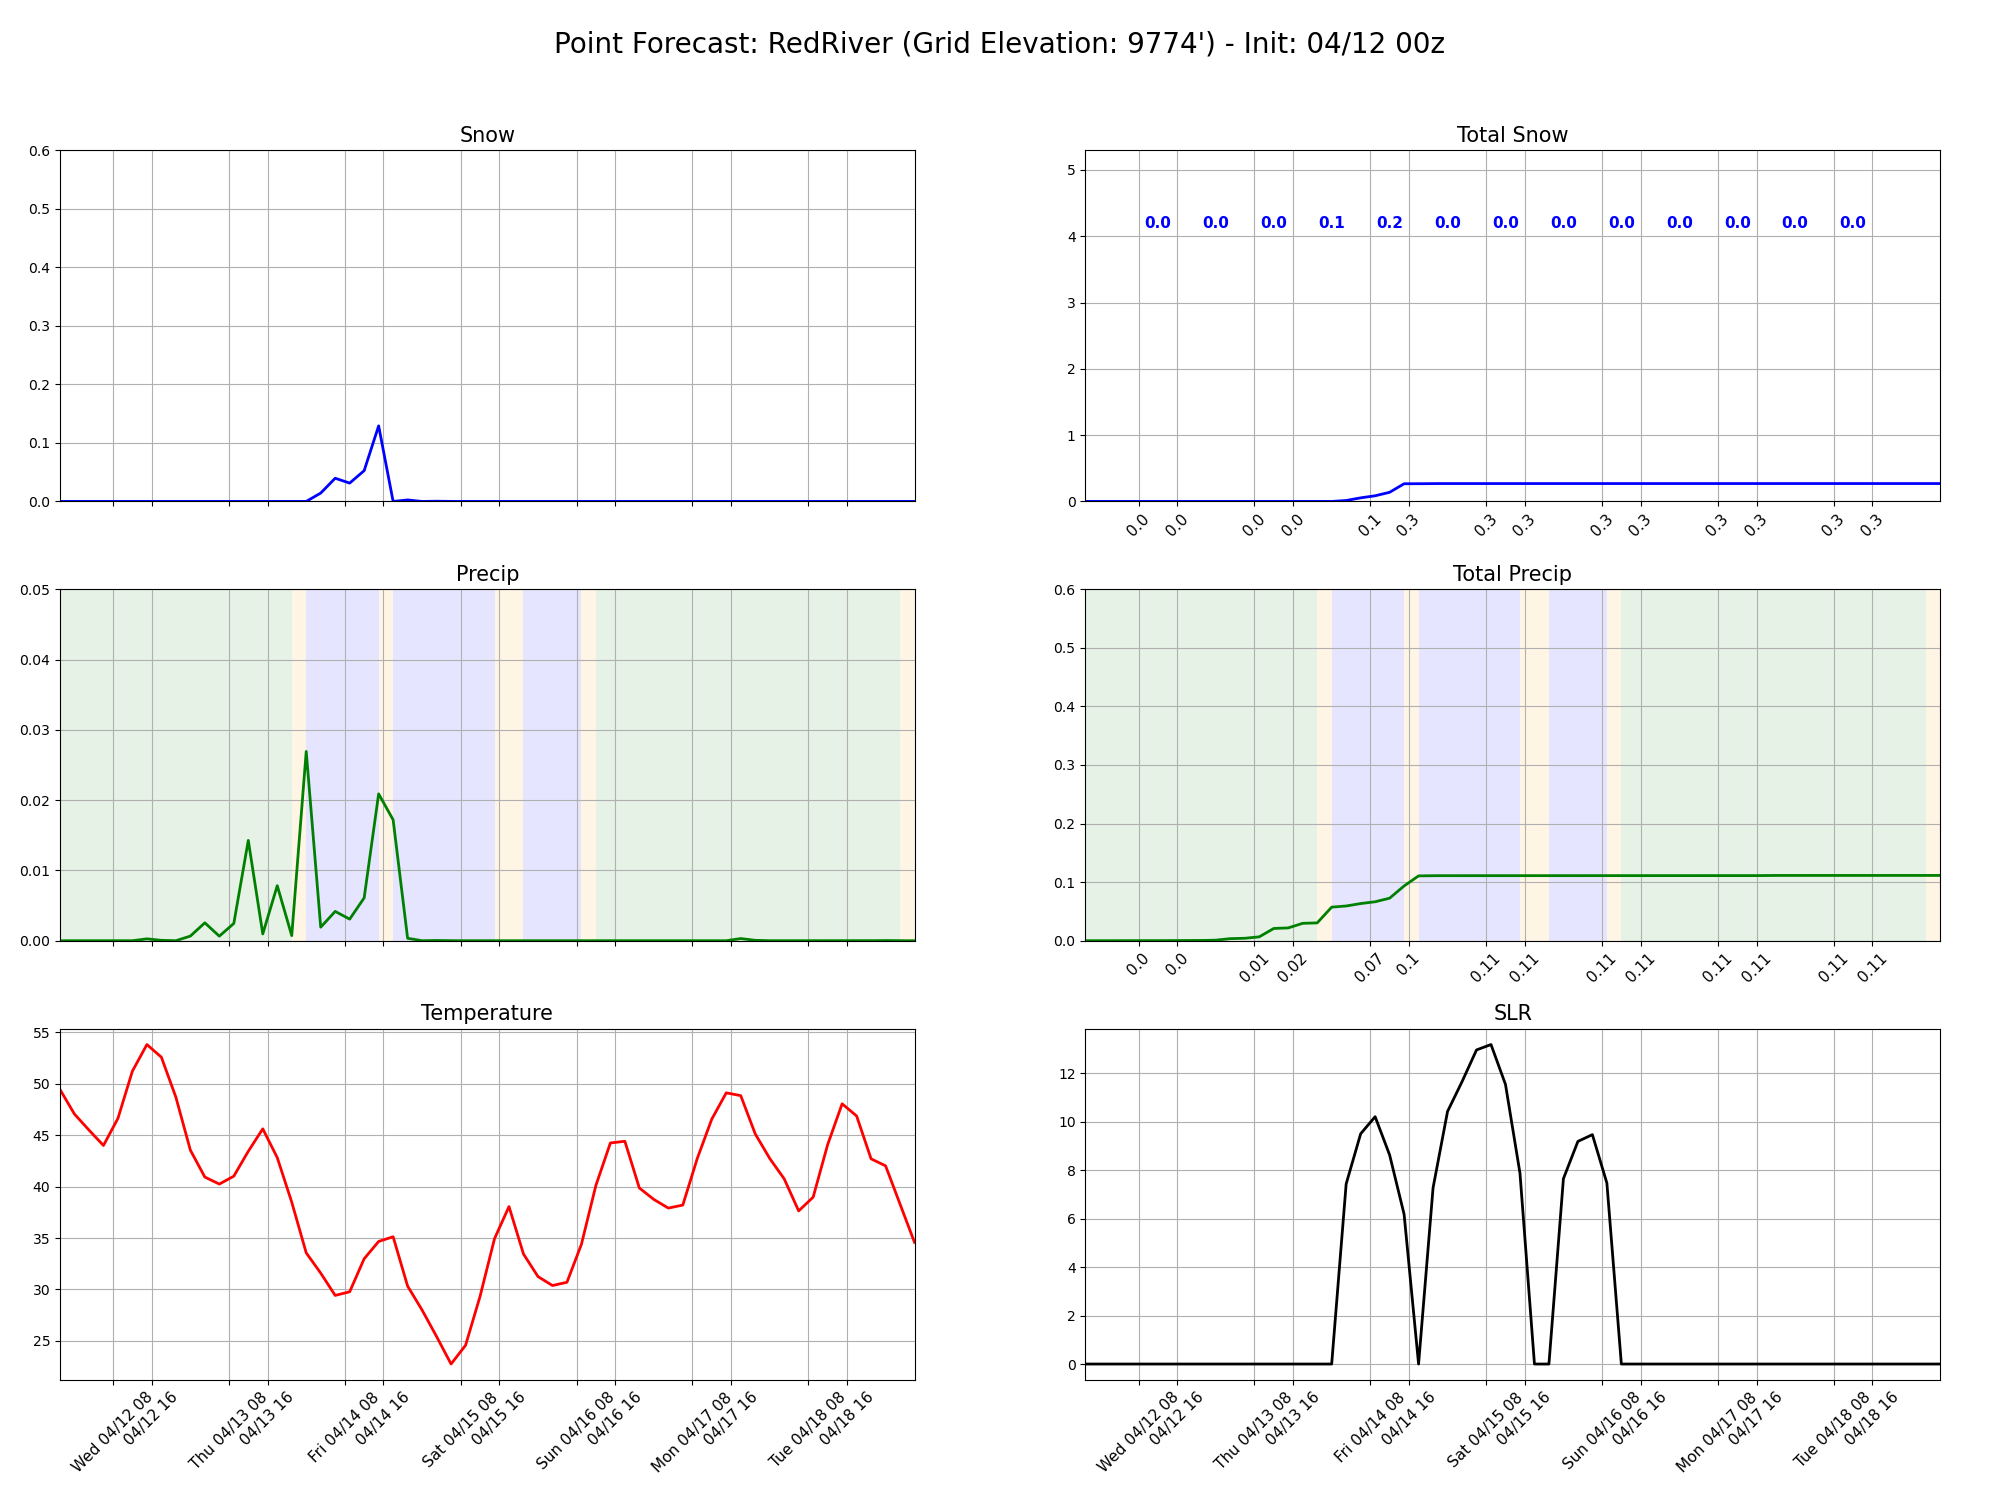 Point Forecast: RedRiver (Grid Elevation: 9774') - Init: 04/12 00z
Snow
0.6
0.5
0.4
0.3
0.2
0.1
0.0
Total Snow
5
4
3
2
1
0
0.0 0.0 0.0 0.1 0.2 0.0 0.0 0.0 0.0 0.0 0.0 0.0 0.0
0.0 0.0 0.0 0.0 0.1 0.3 0.3 0.3 0.3 0.3 0.3 0.3 0.3 0.3
Precip
0.05
0.04
0.03
0.02
0.01
0.00
Total Precip
0.6
0.5
0.4
0.3
0.2
0.1
0.0
0.0 0.0 0.01 0.02 0.07 0.1 0.11 0.11 0.11 0.11 0.11 0.11 0.11 0.11
Temperature
55
50
45
40
35
30
25
Wed 04/12 08
04/12 16
Thu 04/13 08
04/13 16
Fri 04/14 08
04/14 16
Sat 04/15 08
04/15 16
Sun 04/16 08
04/16 16
Mon 04/17 08
04/17 16
Tue 04/18 08
04/18 16
SLR
12
10
8
6
4
2
0
Wed 04/12 08
04/12 16
Thu 04/13 08
04/13 16
Fri 04/14 08
04/14 16
Sat 04/15 08
04/15 16
Sun 04/16 08
04/16 16
Mon 04/17 08
04/17 16
Tue 04/18 08
04/18 16